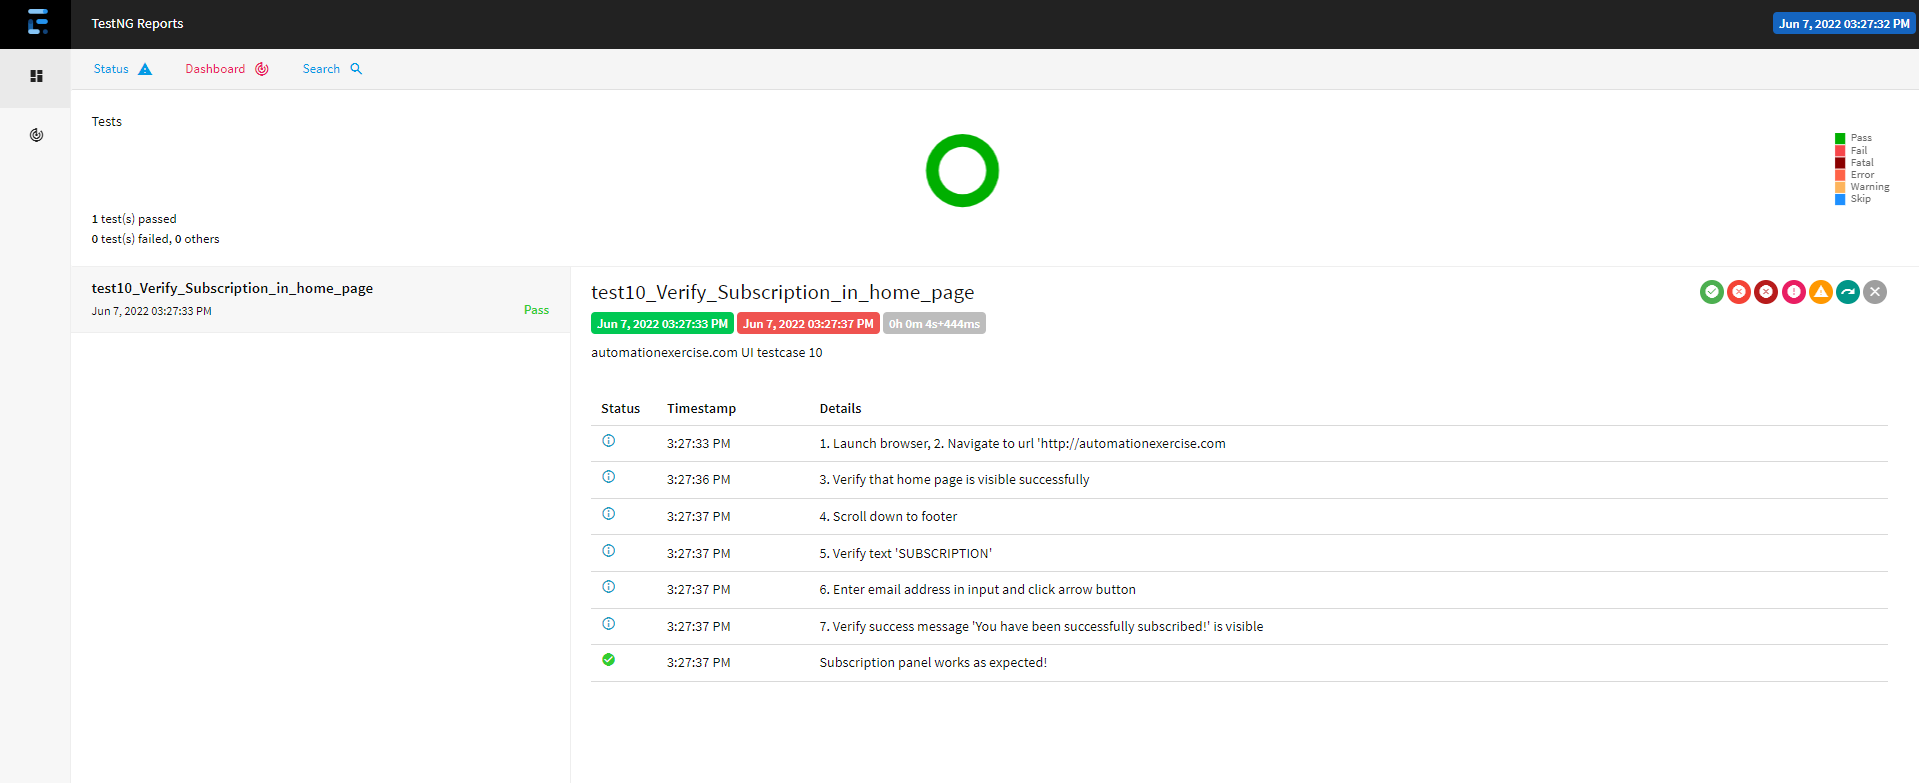 TestNG Reports
Jun 7, 2022 03:27:32 PM
Status
Dashboard
Search
Tests
Pass
Fail
Fatal
Error
Warning
Skip
1 test(s) passed
0 test(s) failed, 0 others
test10_Verify_Subscription_in_home_page
Jun 7, 2022 03:27:33 PM
Pass
test10_Verify_Subscription_in_home_page
Jun 7, 2022 03:27:33 PM Jun 7, 2022 03:27:37 PM 0h 0m 4s+444ms
automationexercise.com UI testcase 10
Status Timestamp Details
3:27:33 PM 1. Launch browser, 2. Navigate to url 'http://automationexercise.com
3:27:36 PM 3. Verify that home page is visible successfully
3:27:37 PM 4. Scroll down to footer
3:27:37 PM 5. Verify text 'SUBSCRIPTION'
3:27:37 PM 6. Enter email address in input and click arrow button
3:27:37 PM 7. Verify success message 'You have been successfully subscribed!' is visible
3:27:37 PM Subscription panel works as expected!